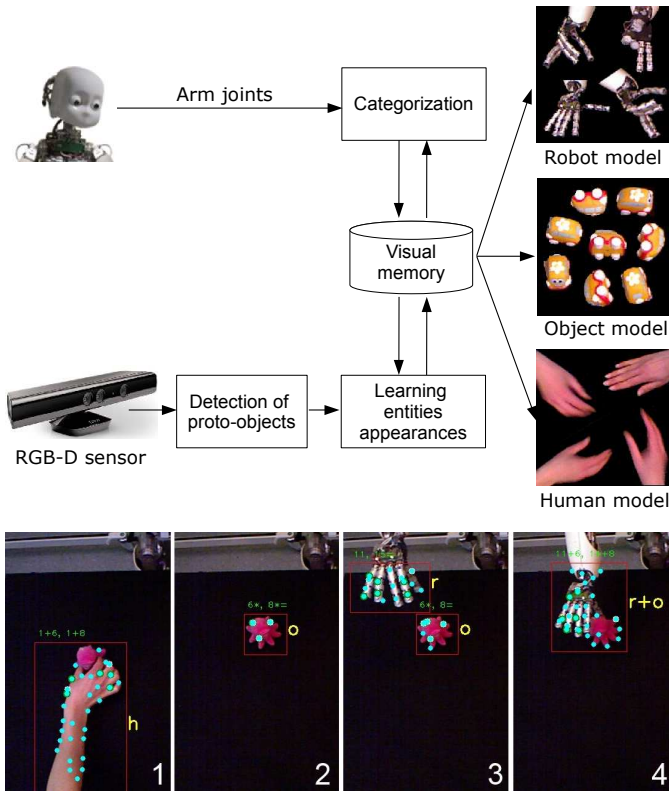 Arm joints
Categorization
Robot model
Visual
memory
Object model
RGB-D sensor
Detection of
proto-objects
Learning
entities
appearances
Human model
1+6, 1+8
h
1
6*, 8*=
o
2
r
6*, 8=
o
3
r+o
4